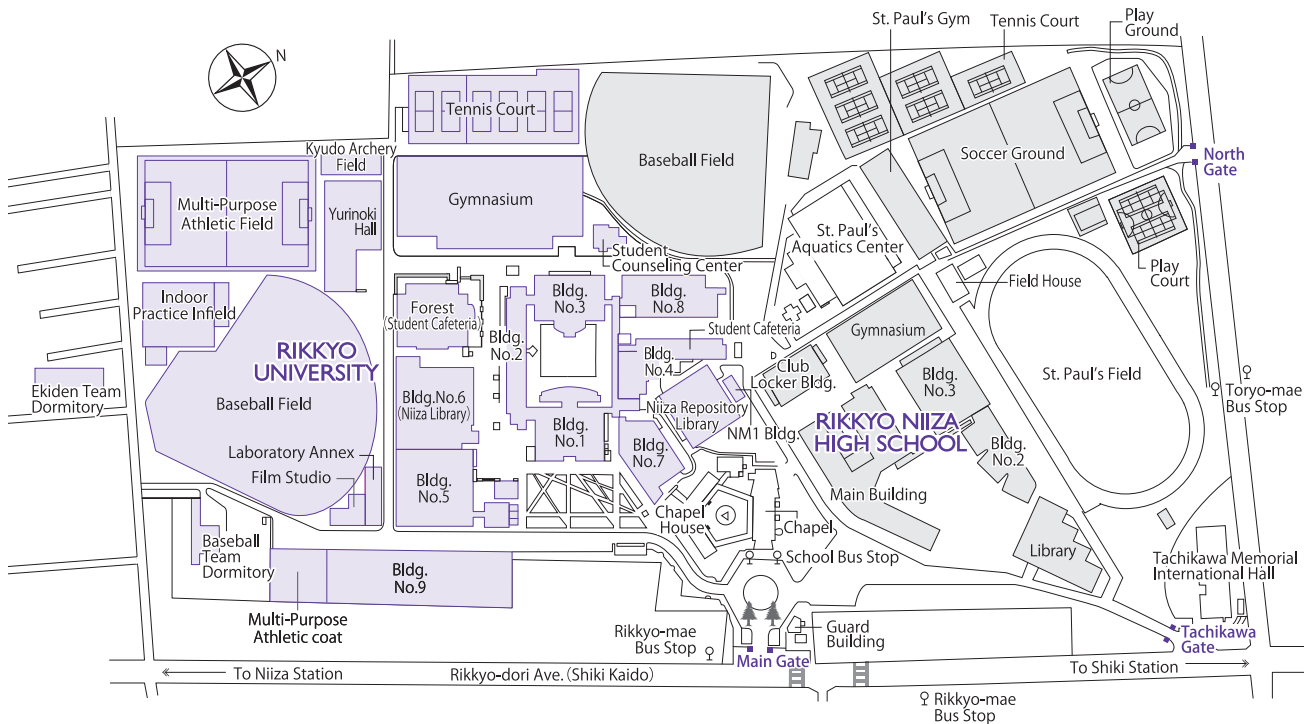 St. Paul's Gym
Tennis Court
Play
Ground
N
Tennis Court
Kyudo Archery
Field
Baseball Field
Soccer Ground
North
Gate
Multi-Purpose
Athletic Field
Yurinoki
Hall
Gymnasium
St. Paul's
Aquatics Center
Student
Counseling Center
Play
Court
Field House
Indoor
Practice Infield
Forest
(Student Cafeteria)
Bldg.
No.3
Bldg.
No.8
Gymnasium
Student Cafeteria
RIKKYO
UNIVERSITY
Bldg.
No.2
Bldg.
No.4
Club
Locker Bldg.
Bldg.
No.3
St. Paul's Field
Toryo-mae
Bus Stop
Ekiden Team
Dormitory
Baseball Field
Bldg.No.6
(Niiza Library)
Niiza Repository
Library
RIKKYO NIIZA
HIGH SCHOOL
NM1 Bldg.
Bldg.
No.1
Bldg.
No.7
Bldg.
No.2
Laboratory Annex
Film Studio
Bldg.
No.5
Main Building
Chapel
House
Chapel
Library
Baseball
Team
Dormitory
School Bus Stop
Tachikawa Memorial
International Hall
Bldg.
No.9
Multi-Purpose
Athletic coat
Rikkyo-mae
Bus Stop
Guard
Building
Main Gate
Tachikawa
Gate
To Niiza Station
Rikkyo-dori Ave. (Shiki Kaido)
To Shiki Station
Rikkyo-mae
Bus Stop